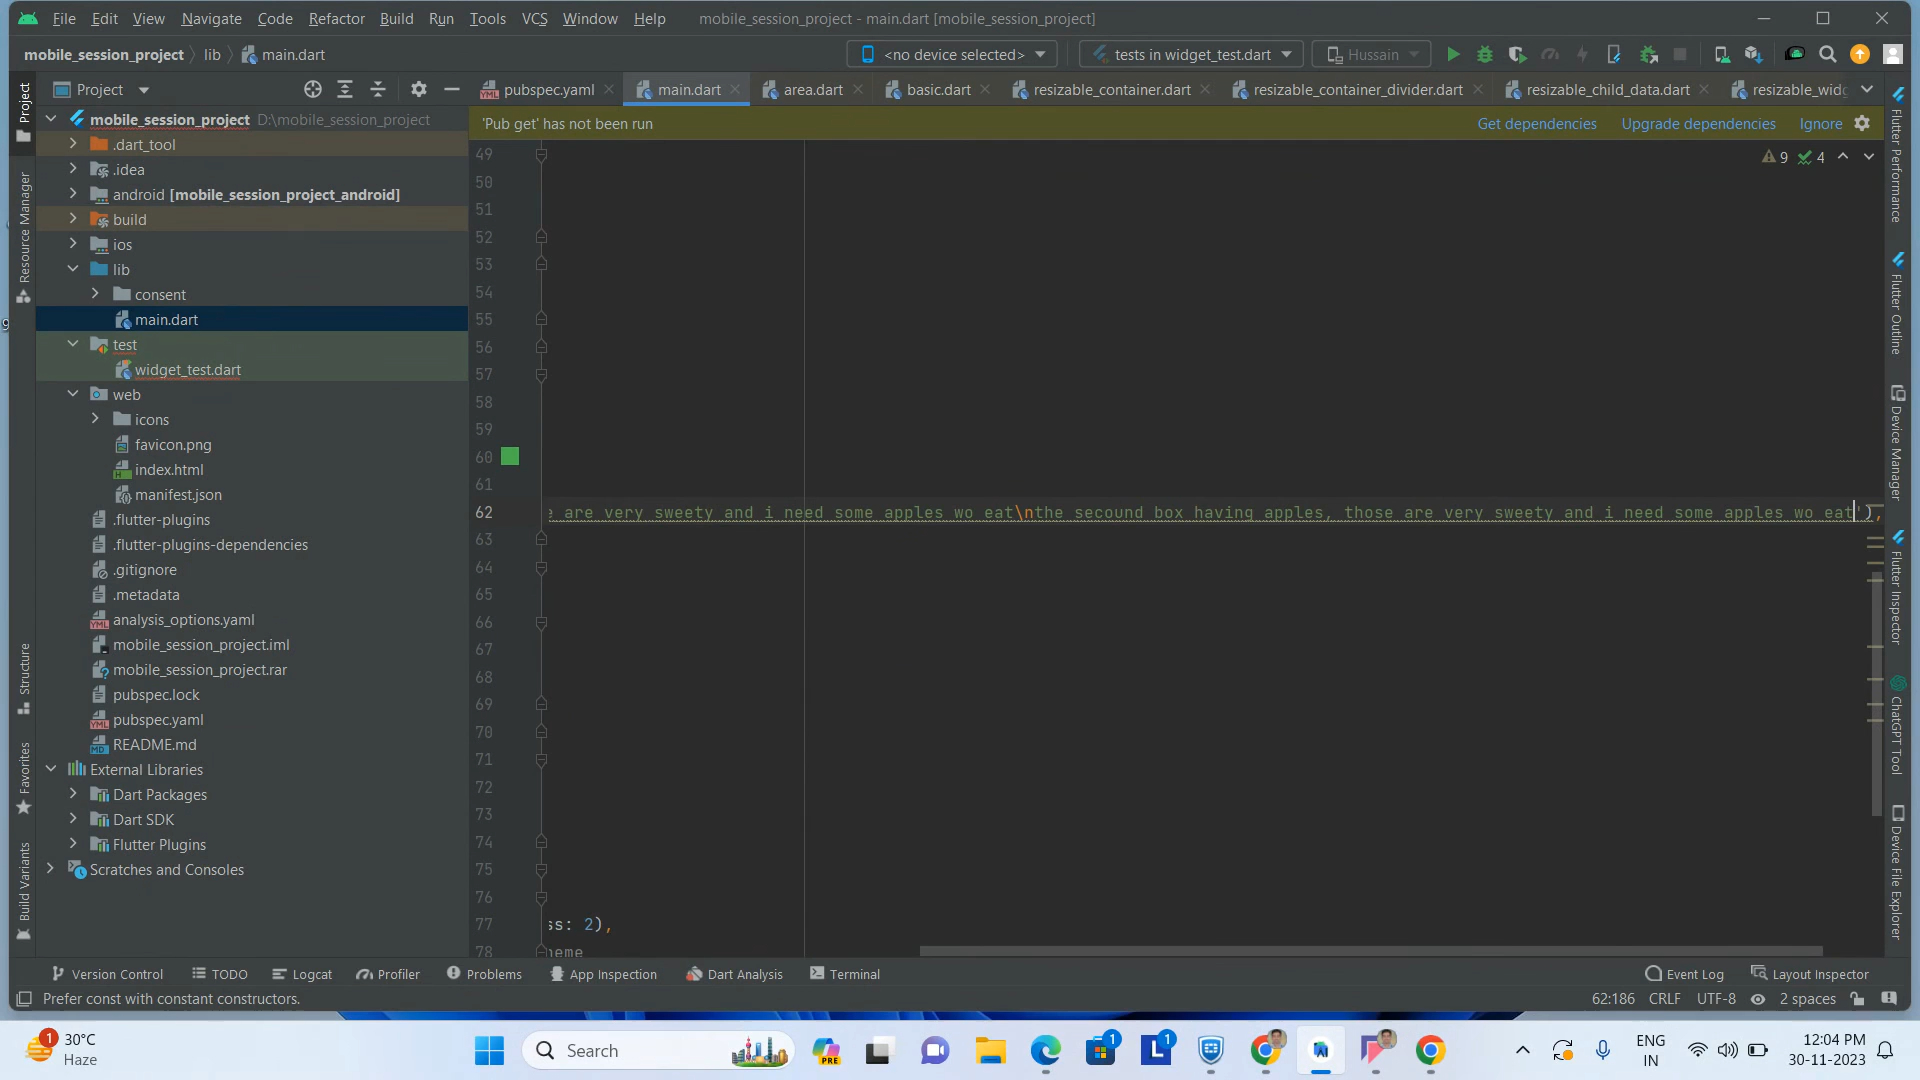 File Edit View Navigate Code Refactor Build Run Tools VCS Window Help mobile_session_project - main.dart [mobile_session_project]
mobile_session_project lib main.dart <no device selected> tests in widget_test.dart Hussain
Project pubspec.yaml main.dart area.dart basic.dart resizable_container.dart resizable_container_divider.dart resizable_child_data.dart resizable_widg
'Pub get' has not been run Get dependencies Upgrade dependencies Ignore
mobile_session_project D:\mobile_session_project
.dart_tool
.idea
android [mobile_session_project_android]
build
ios
lib
consent
main.dart
test
widget_test.dart
web
icons
favicon.png
index.html
manifest.json
.flutter-plugins
.flutter-plugins-dependencies
.gitignore
.metadata
analysis_options.yaml
mobile_session_project.iml
mobile_session_project.rar
pubspec.lock
pubspec.yaml
README.md
External Libraries
Dart Packages
Dart SDK
Flutter Plugins
Scratches and Consoles
Project
Resource Manager
Structure
Favorites
Build Variants
9 4
49
50
51
52
53
54
55
56
57
58
59
60
61
62 e are very sweety and i need some apples wo eat\nthe secound box having apples, those are very sweety and i need some apples wo eat'),
63
64
65
66
67
68
69
70
71
72
73
74
75
76
77 ss: 2),
78 heme
Flutter Performance
Flutter Outline
Device Manager
Flutter Inspector
ChatGPT Tool
Device File Explorer
Version Control TODO Logcat Profiler Problems App Inspection Dart Analysis Terminal Event Log Layout Inspector
Prefer const with constant constructors. 62:186 CRLF UTF-8 2 spaces
1 30°C
Haze
Search
PRE
1
1
ENG
IN
12:04 PM
30-11-2023